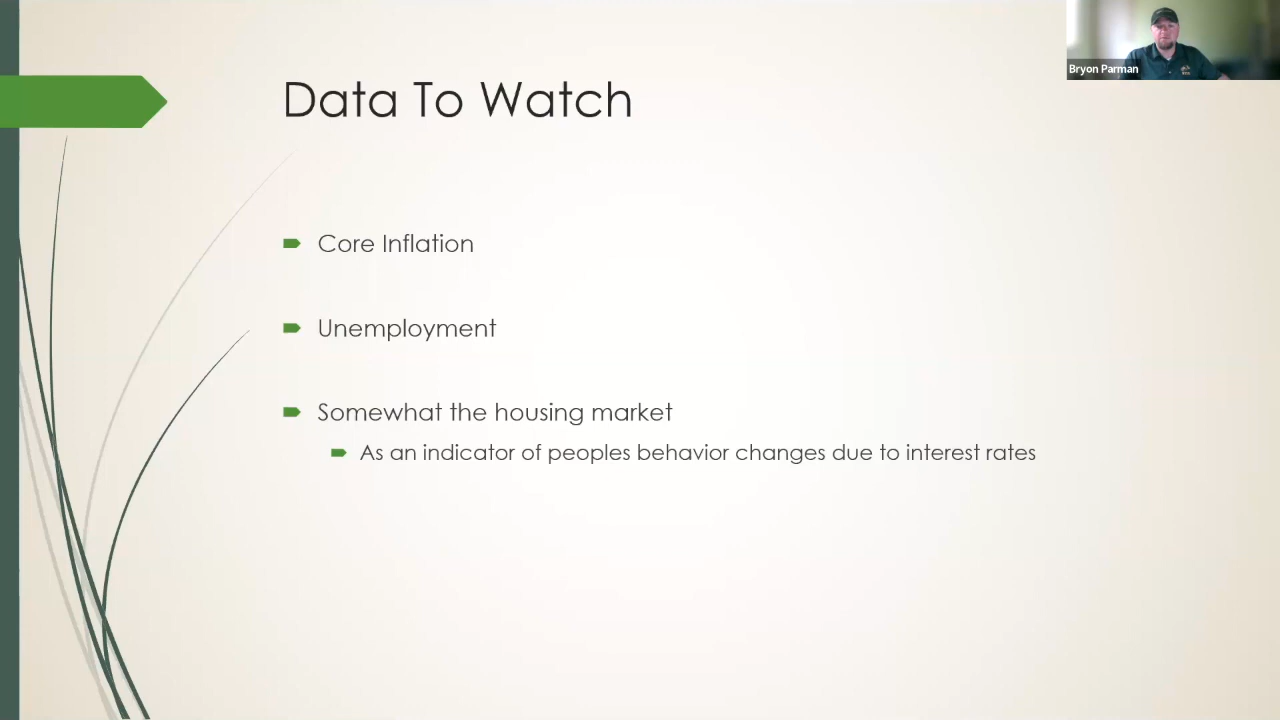 Data To Watch
Bryon Parman
Core Inflation
Unemployment
Somewhat the housing market
As an indicator of peoples behavior changes due to interest rates